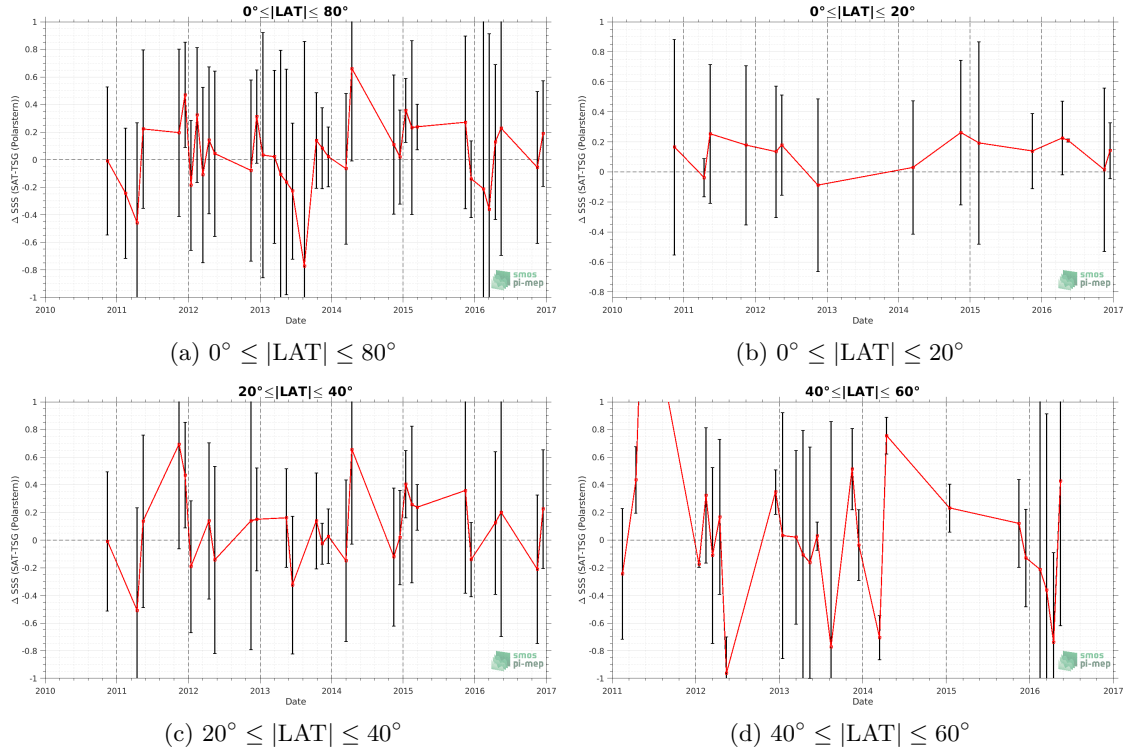 0°≤|LAT|≤ 80°
Δ SSS (SAT-TSG (Polarstern))
1
0.8
0.6
0.4
0.2
0
-0.2
-0.4
-0.6
-0.8
-1
2010 2011 2012 2013 2014 2015 2016 2017
Date
smos
pi-mep
(a) 0° ≤ |LAT| ≤ 80°
0°≤|LAT|≤ 20°
Δ SSS (SAT-TSG (Polarstern))
1
0.8
0.6
0.4
0.2
0
-0.2
-0.4
-0.6
-0.8
2011 2012 2013 2014 2015 2016 2017
Date
smos
pi-mep
(b) 0° ≤ |LAT| ≤ 20°
20°≤|LAT|≤ 40°
Δ SSS (SAT-TSG (Polarstern))
1
0.8
0.6
0.4
0.2
0
-0.2
-0.4
-0.6
-0.8
-1
2010 2011 2012 2013 2014 2015 2016 2017
Date
smos
pi-mep
(c) 20° ≤ |LAT| ≤ 40°
40°≤|LAT|≤ 60°
Δ SSS (SAT-TSG (Polarstern))
1
0.8
0.6
0.4
0.2
0
-0.2
-0.4
-0.6
-0.8
-1
2011 2012 2013 2014 2015 2016 2017
Date
smos
pi-mep
(d) 40° ≤ |LAT| ≤ 60°